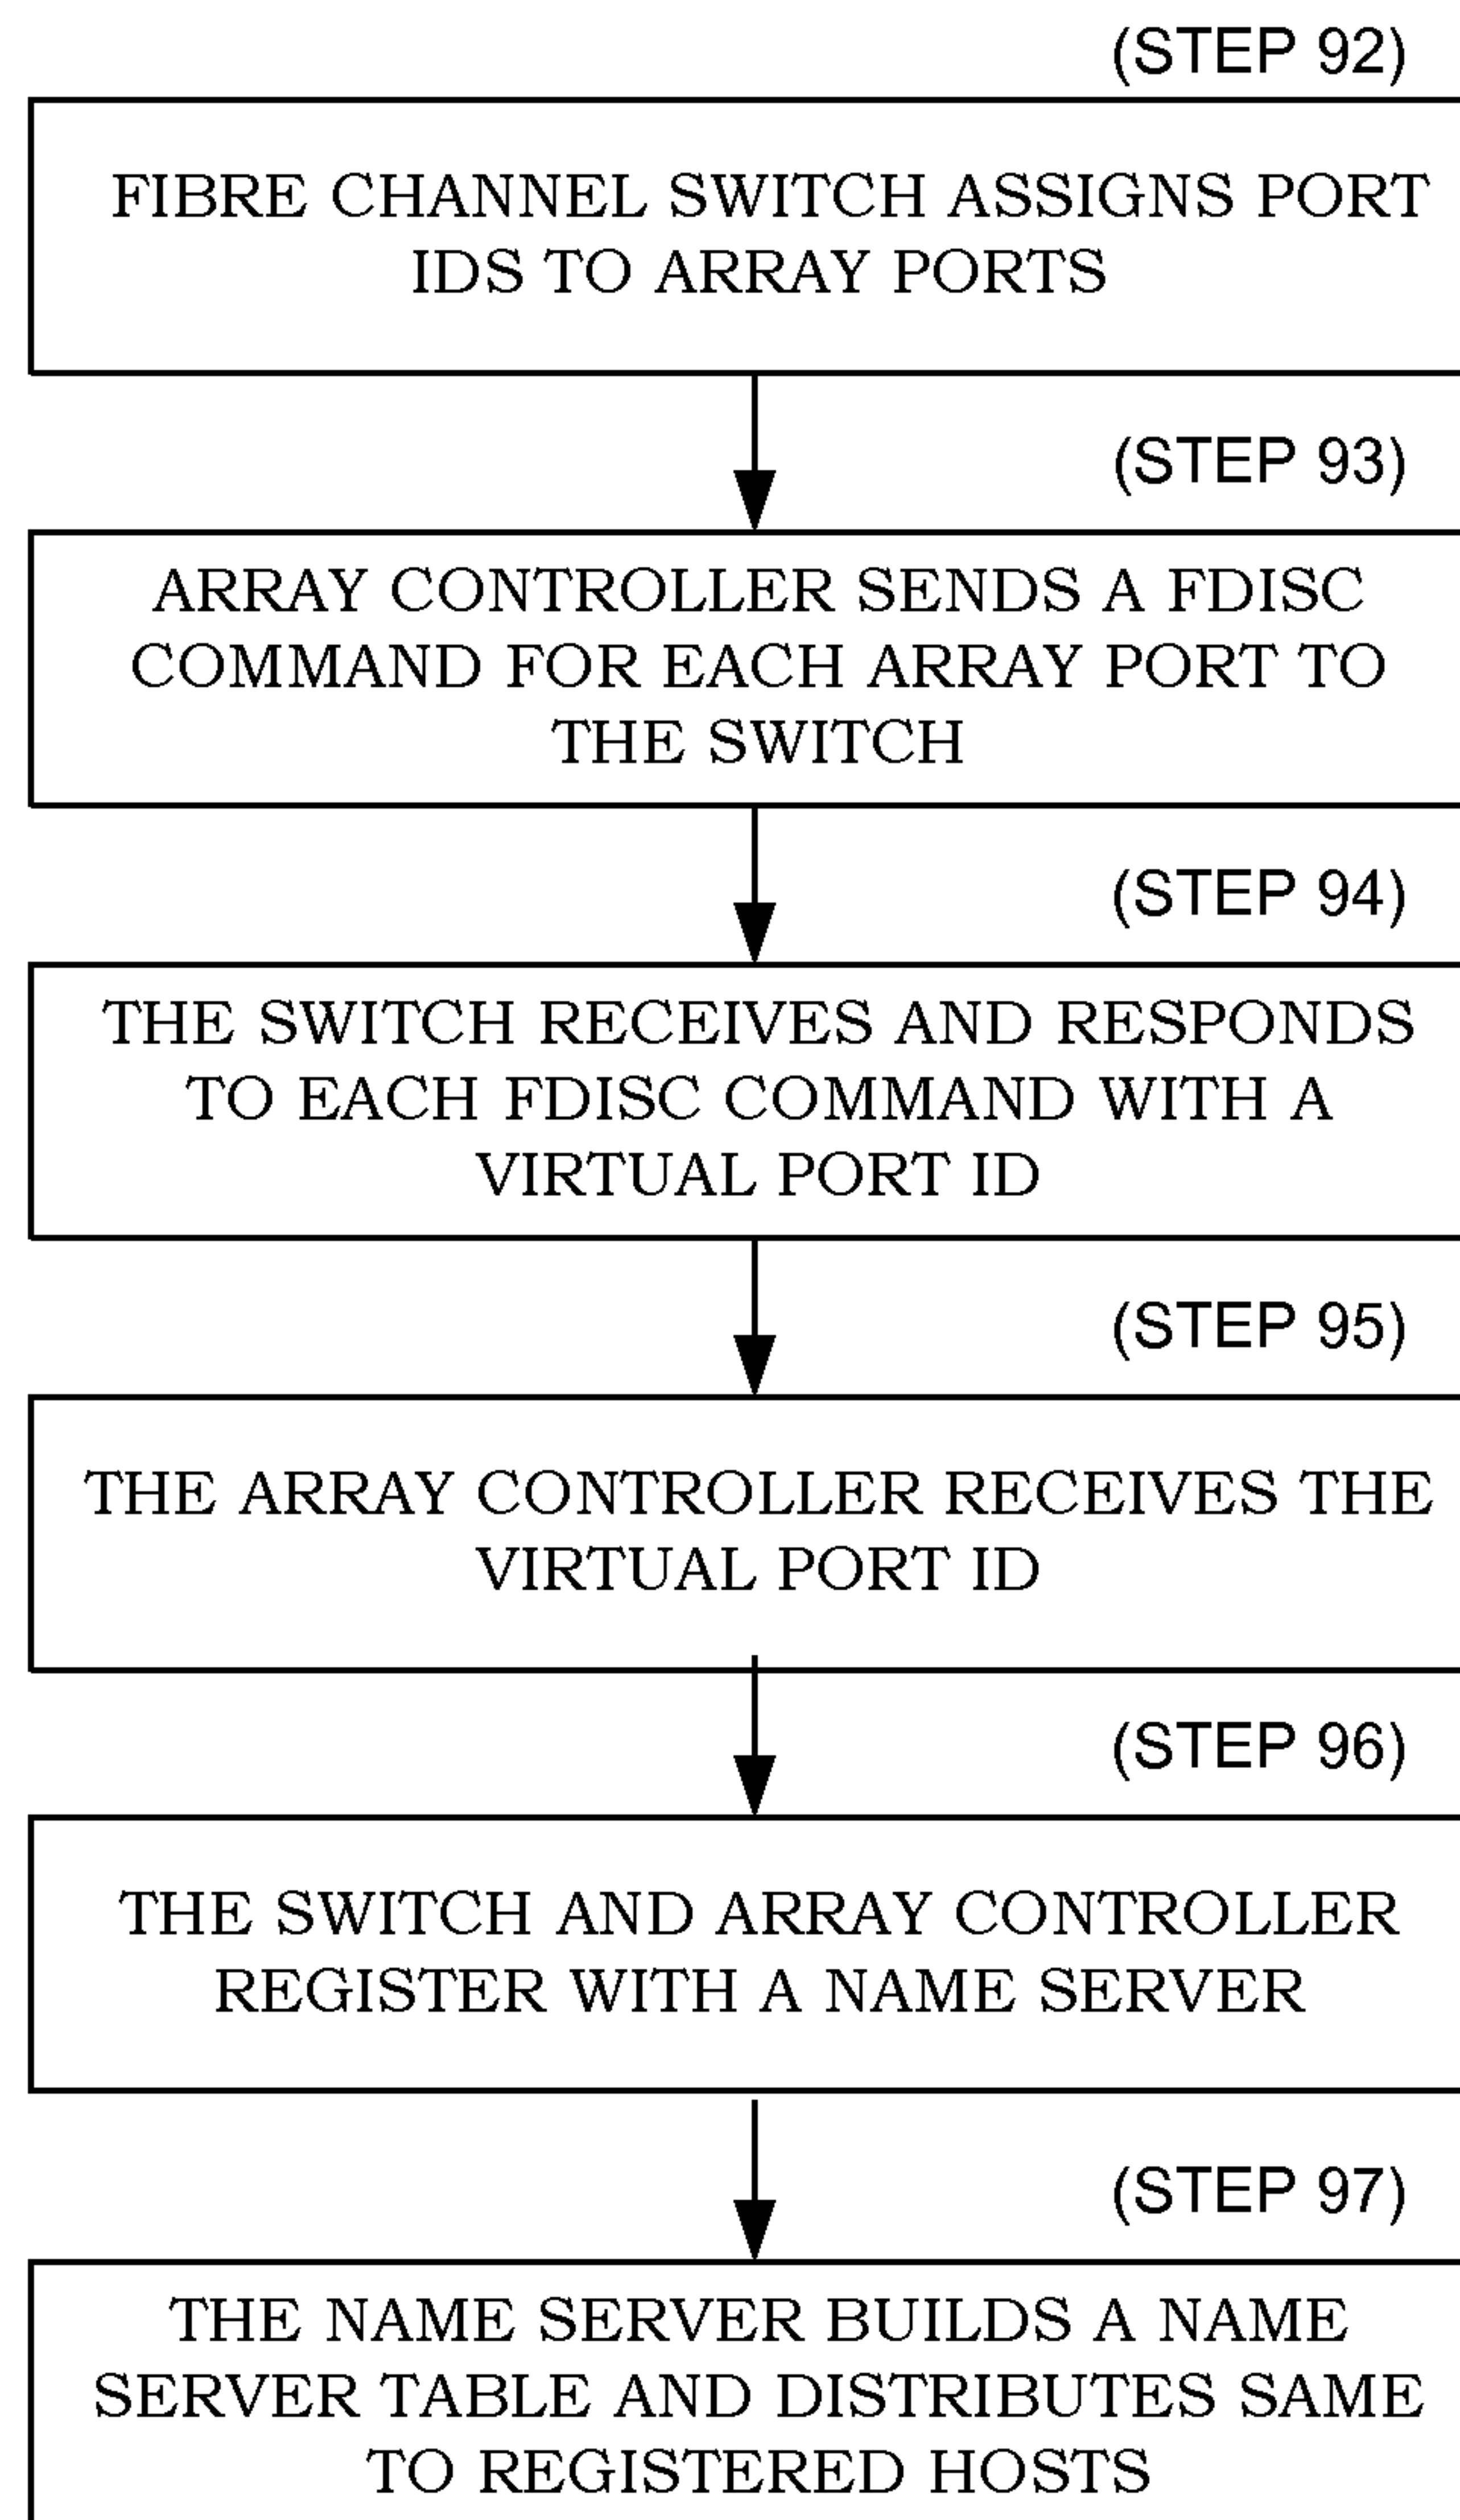 (STEP 92)
FIBRE CHANNEL SWITCH ASSIGNS PORT
IDS TO ARRAY PORTS
(STEP 93)
ARRAY CONTROLLER SENDS A FDISC
COMMAND FOR EACH ARRAY PORT TO
THE SWITCH
(STEP 94)
THE SWITCH RECEIVES AND RESPONDS
TO EACH FDISC COMMAND WITH A
VIRTUAL PORT ID
(STEP 95)
THE ARRAY CONTROLLER RECEIVES THE
VIRTUAL PORT ID
(STEP 96)
THE SWITCH AND ARRAY CONTROLLER
REGISTER WITH A NAME SERVER
(STEP 97)
THE NAME SERVER BUILDS A NAME
SERVER TABLE AND DISTRIBUTES SAME
TO REGISTERED HOSTS